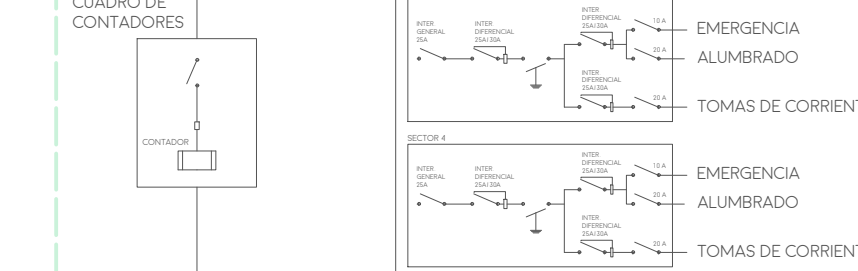 CUADRO DE
CONTADORES
CONTADOR
INTER
GENERAL
25A
INTER
DIFERENCIAL
25A/30A
INTER
DIFERENCIAL
25A/30A
10 A
EMERGENCIA
20 A
ALUMBRADO
INTER
DIFERENCIAL
25A/30A
20 A
TOMAS DE CORRIENT
SECTOR 4
INTER
GENERAL
25A
INTER
DIFERENCIAL
25A/30A
INTER
DIFERENCIAL
25A/30A
10 A
EMERGENCIA
20 A
ALUMBRADO
INTER
DIFERENCIAL
25A/30A
20 A
TOMAS DE CORRIENT